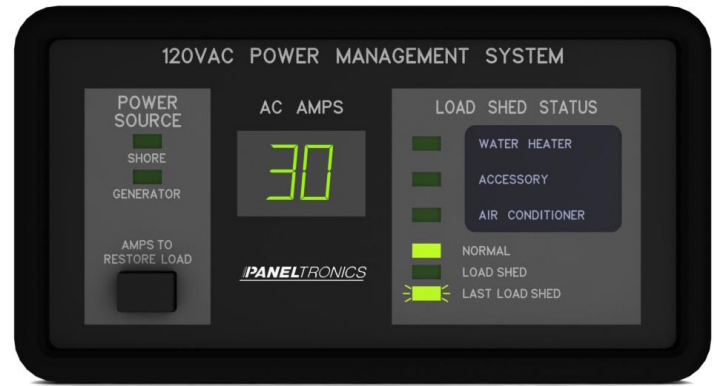 120VAC POWER MANAGEMENT SYSTEM
POWER
SOURCE
SHORE
GENERATOR
AMPS TO
RESTORE LOAD
AC AMPS
30
PANELTRONICS
LOAD SHED STATUS
WATER HEATER
ACCESSORY
AIR CONDITIONER
NORMAL
LOAD SHED
LAST LOAD SHED